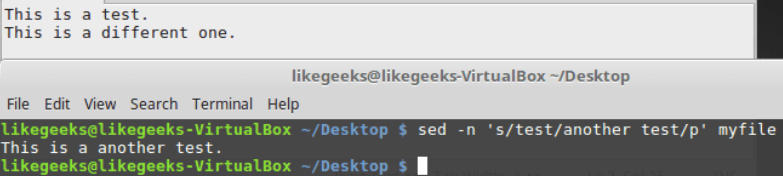 This is a test.
This is a different one.
likegeeks@likegeeks-VirtualBox ~/Desktop
File Edit View Search Terminal Help
likegeeks@likegeeks-VirtualBox ~/Desktop $ sed -n 's/test/another test/p' myfile
This is a another test.
likegeeks@likegeeks-VirtualBox ~/Desktop $